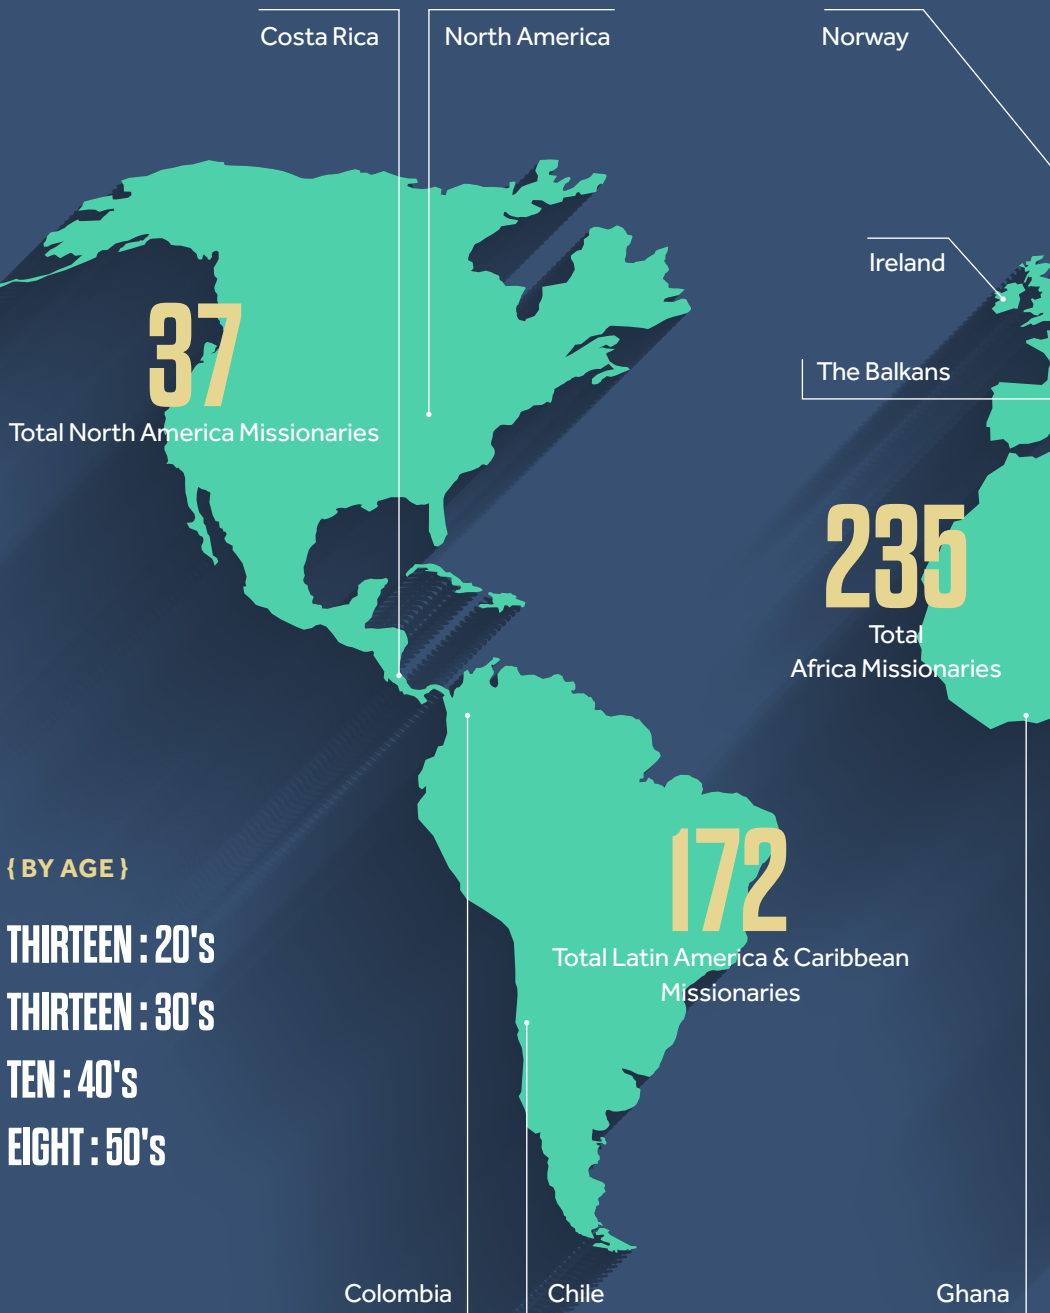 Costa Rica
North America
Norway
Ireland
37
Total North America Missionaries
The Balkans
235
Total
Africa Missionaries
172
Total Latin America & Caribbean
Missionaries
{ BY AGE }
THIRTEEN : 20's
THIRTEEN : 30's
TEN : 40's
EIGHT : 50's
Colombia
Chile
Ghana